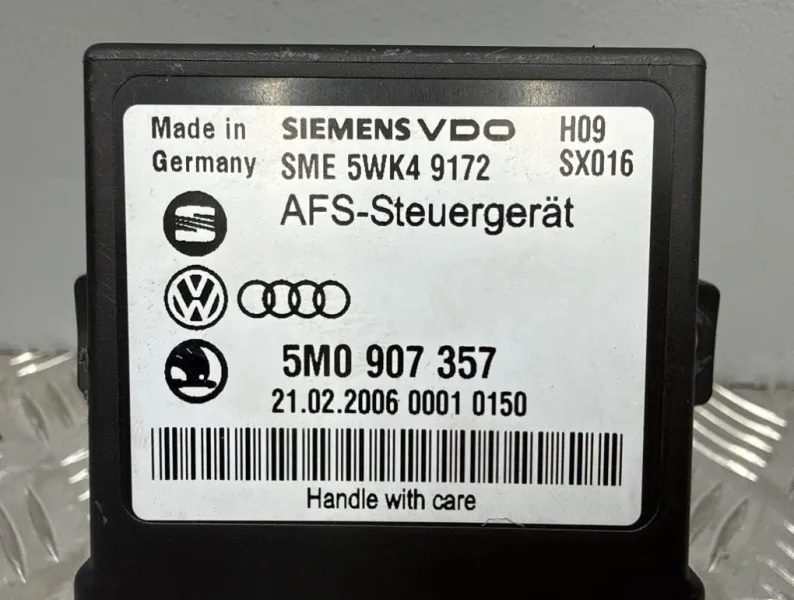 Made in SIEMENS VDO H09
Germany SME 5WK4 9172 SX016
AFS-Steuergerät
5M0 907 357
21.02.2006 0001 0150
Handle with care